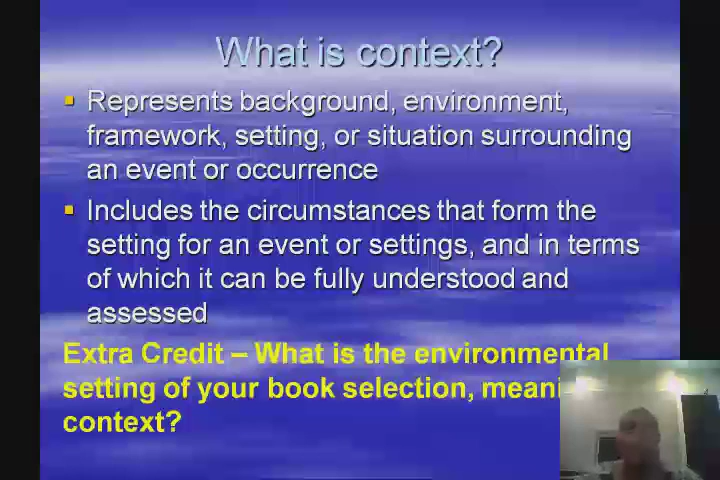 What is context?
Represents background, environment,
framework, setting, or situation surrounding
an event or occurrence
Includes the circumstances that form the
setting for an event or settings, and in terms
of which it can be fully understood and
assessed
Extra Credit – What is the environmental
setting of your book selection, meani
context?